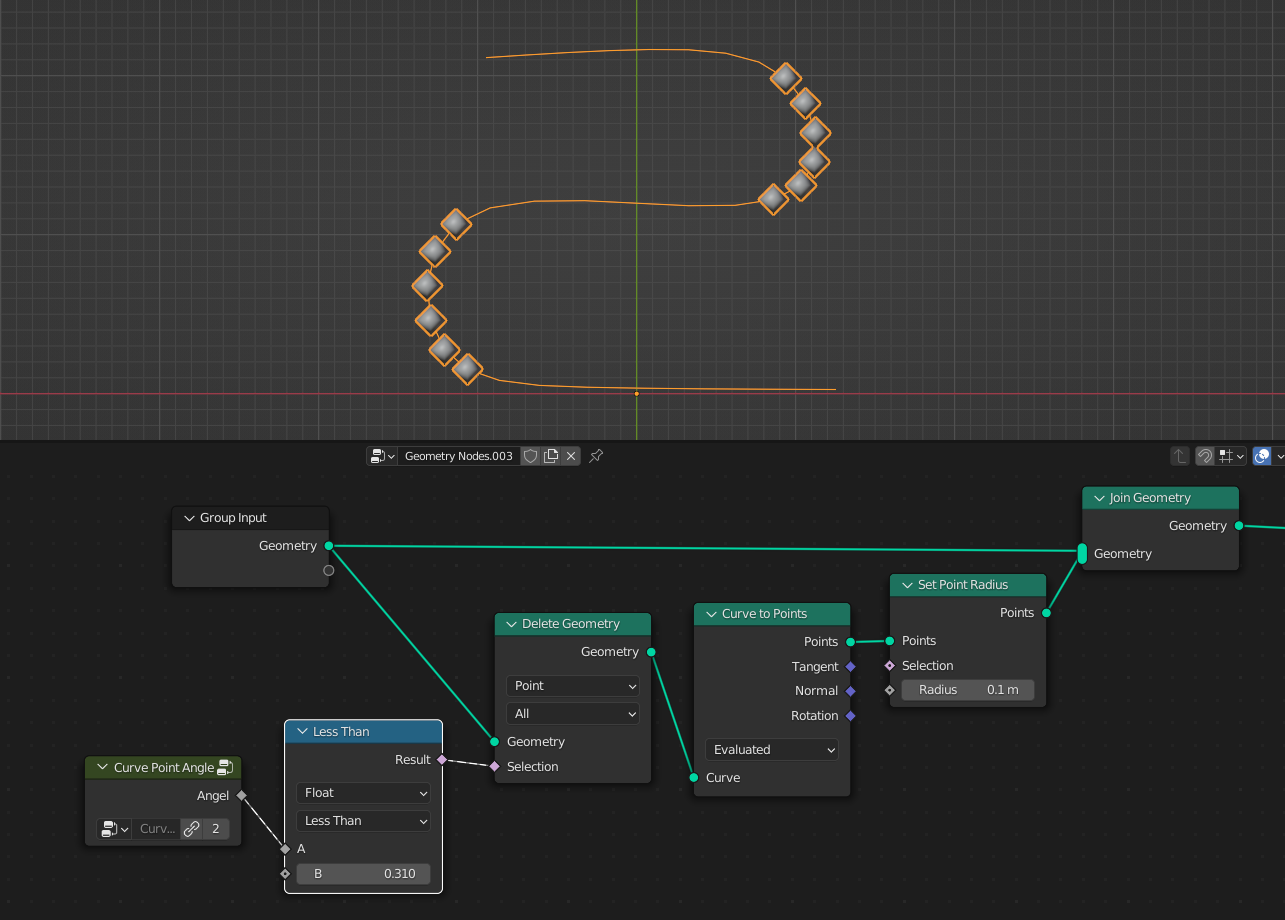 Geometry Nodes.003
Group Input
Geometry
Join Geometry
Geometry
Geometry
Set Point Radius
Points
Points
Selection
Radius 0.1 m
Curve to Points
Points
Tangent
Normal
Rotation
Evaluated
Curve
Delete Geometry
Geometry
Point
All
Geometry
Selection
Less Than
Result
Float
Less Than
A
B 0.310
Curve Point Angle
Angel
Curv... 2